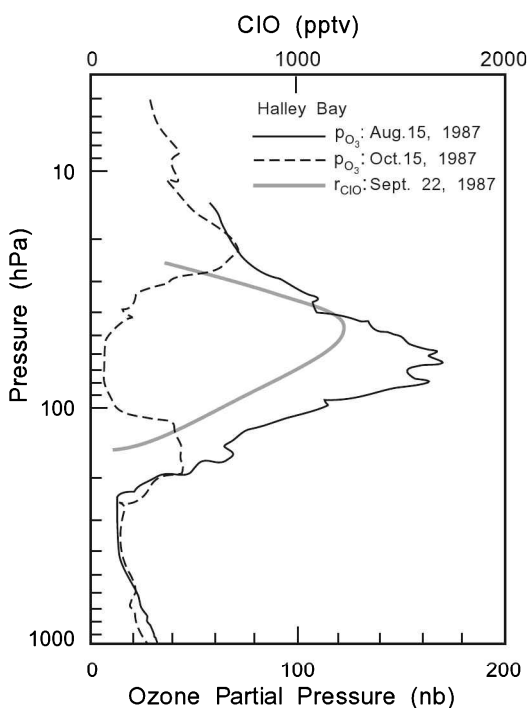 ClO (pptv)
0 1000 2000
Halley Bay
pO₃: Aug.15, 1987
pO₃: Oct.15, 1987
rClO: Sept. 22, 1987
10
Pressure (hPa)
100
1000
0 100 200
Ozone Partial Pressure (nb)